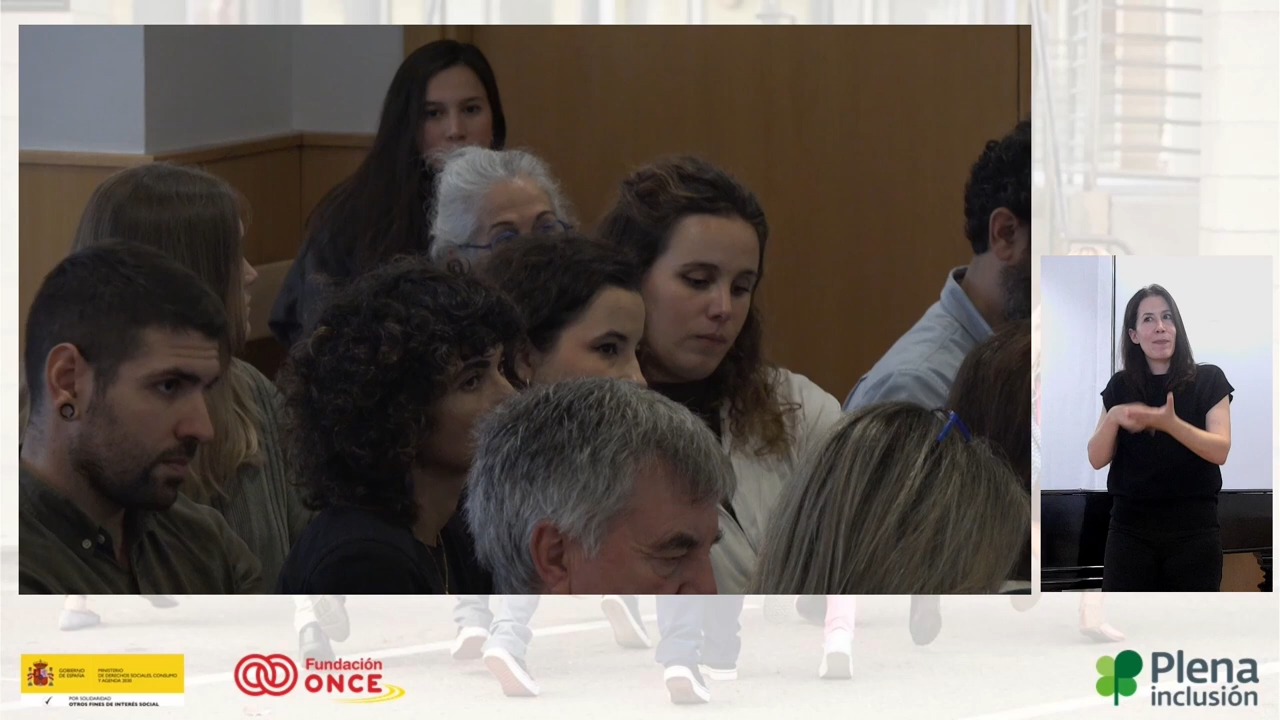 GOBIERNO
DE ESPAÑA
MINISTERIO
DE DERECHOS SOCIALES, CONSUMO
Y AGENDA 2030
POR SOLIDARIDAD
OTROS FINES DE INTERÉS SOCIAL
Fundación
ONCE
Plena
inclusión